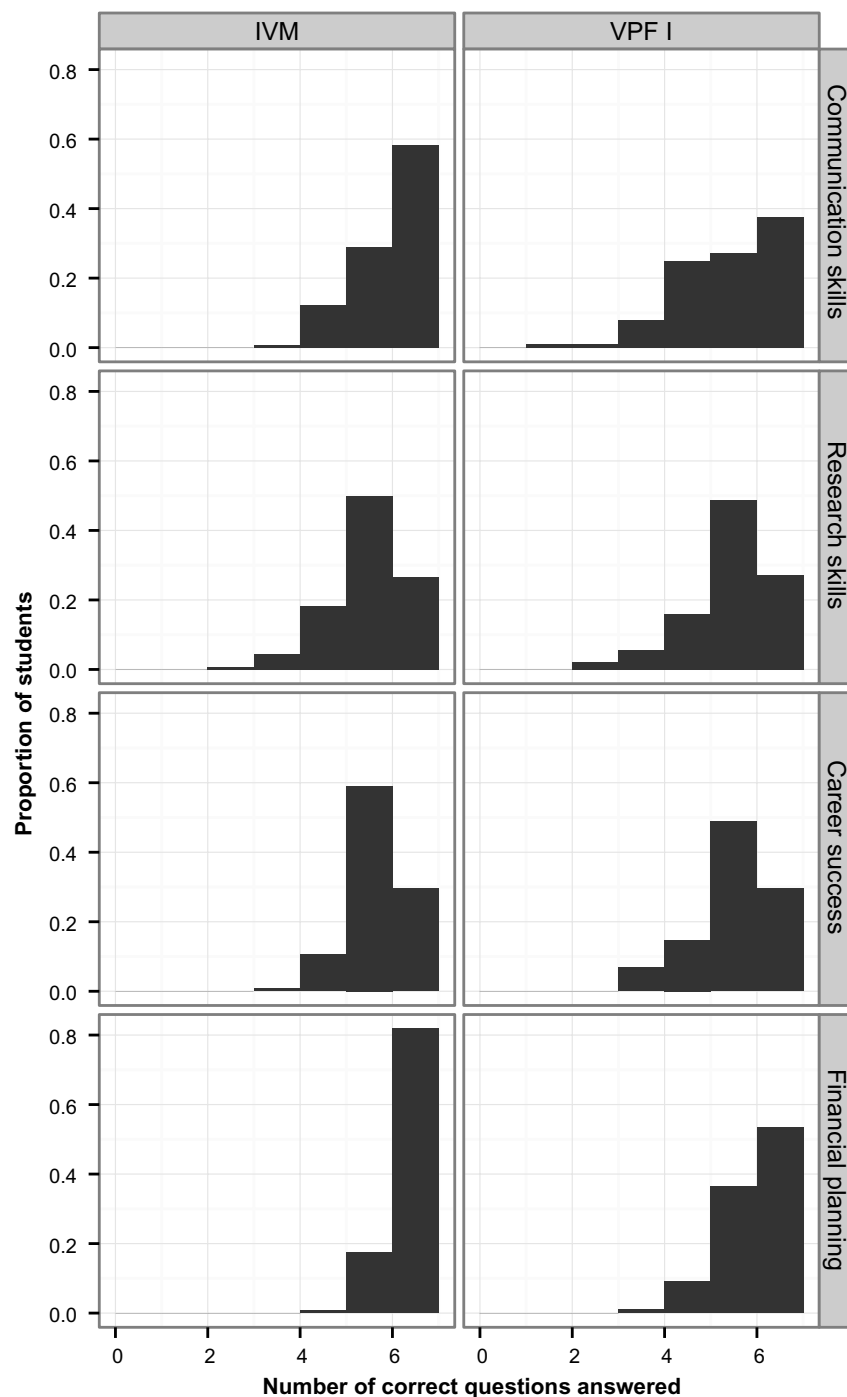 IVM
VPF I
0.8
0.6
0.4
0.2
0.0
Communication skills
0.8
0.6
0.4
0.2
0.0
Research skills
0.8
0.6
0.4
0.2
0.0
Career success
0.8
0.6
0.4
0.2
0.0
Financial planning
Proportion of students
0 2 4 6
0 2 4 6
Number of correct questions answered